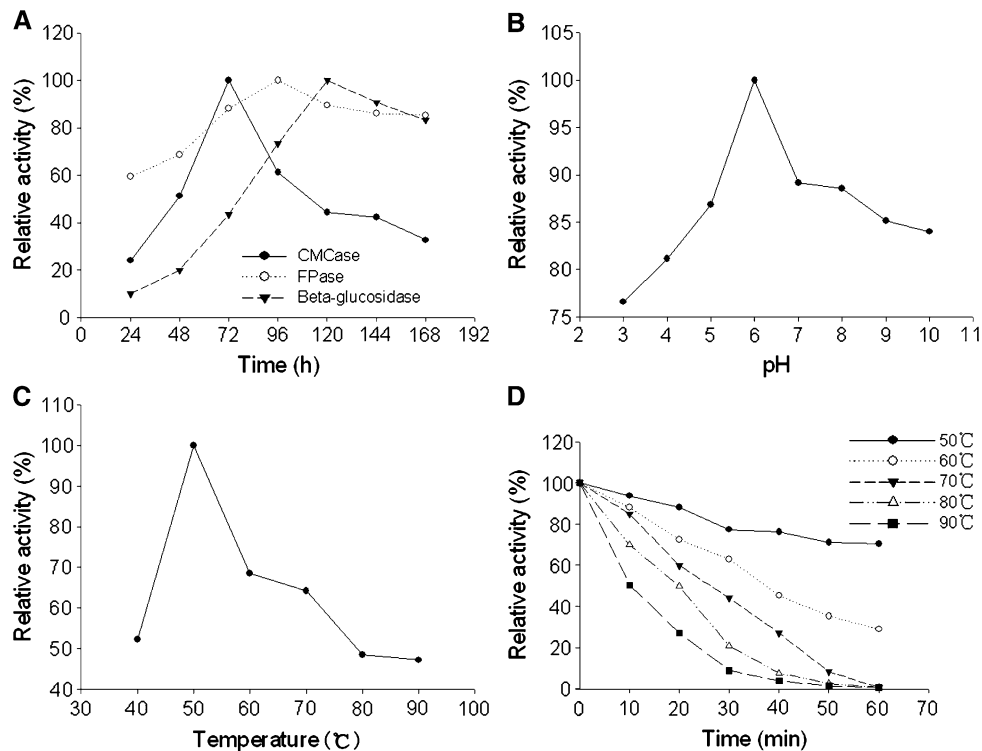 A
Relative activity (%)
120
100
80
60
40
20
0
CMCase
FPase
Beta-glucosidase
0 24 48 72 96 120 144 168 192
Time (h)
B
Relative activity (%)
105
100
95
90
85
80
75
2 3 4 5 6 7 8 9 10 11
pH
C
Relative activity (%)
110
100
90
80
70
60
50
40
30 40 50 60 70 80 90 100
Temperature (℃)
D
Relative activity (%)
120
100
80
60
40
20
0
50℃
60℃
70℃
80℃
90℃
0 10 20 30 40 50 60 70
Time (min)